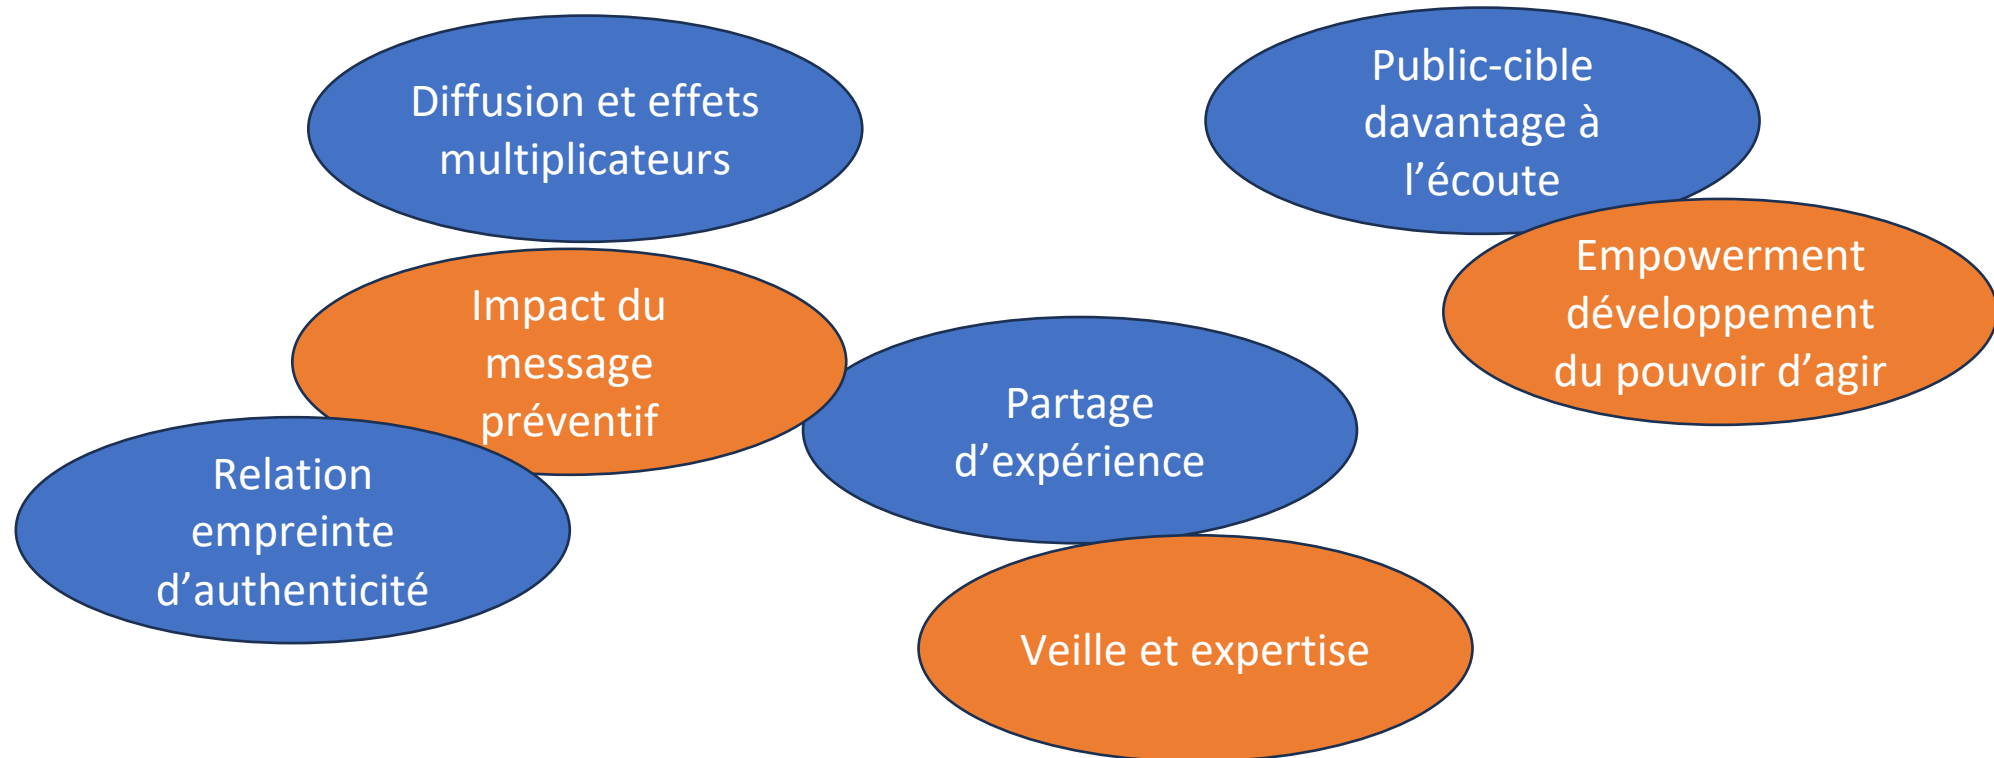 Diffusion et effets
multiplicateurs
Public-cible
davantage à
l’écoute
Empowerment
développement
du pouvoir d’agir
Impact du
message
préventif
Partage
d’expérience
Relation
empreinte
d’authenticité
Veille et expertise